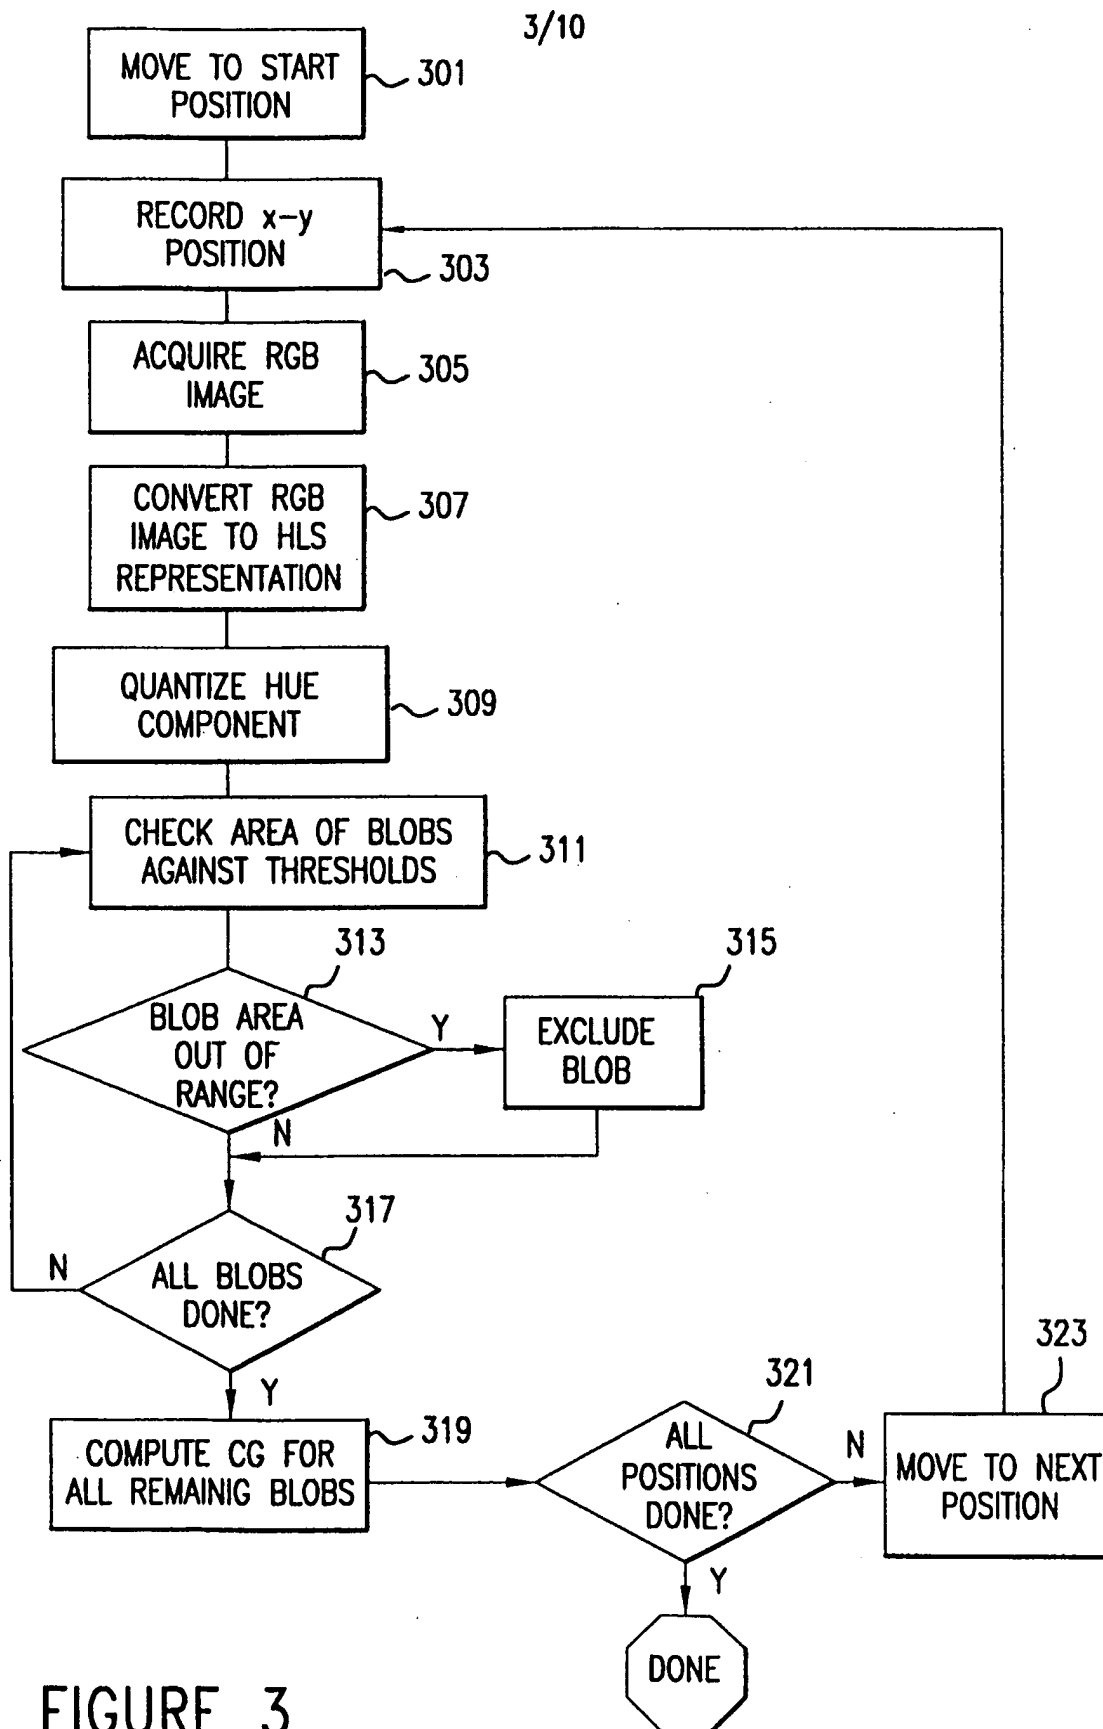 3/10
MOVE TO START
POSITION
301
RECORD x-y
POSITION
303
ACQUIRE RGB
IMAGE
305
CONVERT RGB
IMAGE TO HLS
REPRESENTATION
307
QUANTIZE HUE
COMPONENT
309
CHECK AREA OF BLOBS
AGAINST THRESHOLDS
311
313
BLOB AREA
OUT OF
RANGE?
Y
N
315
EXCLUDE
BLOB
317
ALL BLOBS
DONE?
N
Y
COMPUTE CG FOR
ALL REMAINIG BLOBS
319
321
ALL
POSITIONS
DONE?
N
Y
323
MOVE TO NEXT
POSITION
DONE
FIGURE 3